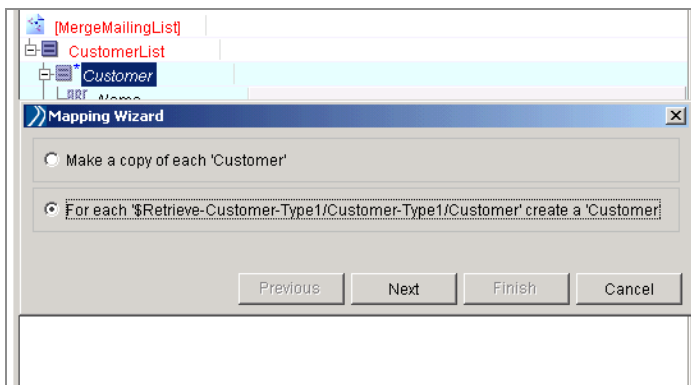 [MergeMailingList]
CustomerList
* Customer
Mapping Wizard
Make a copy of each 'Customer'
For each '$Retrieve-Customer-Type1/Customer-Type1/Customer' create a 'Customer
Previous Next Finish Cancel